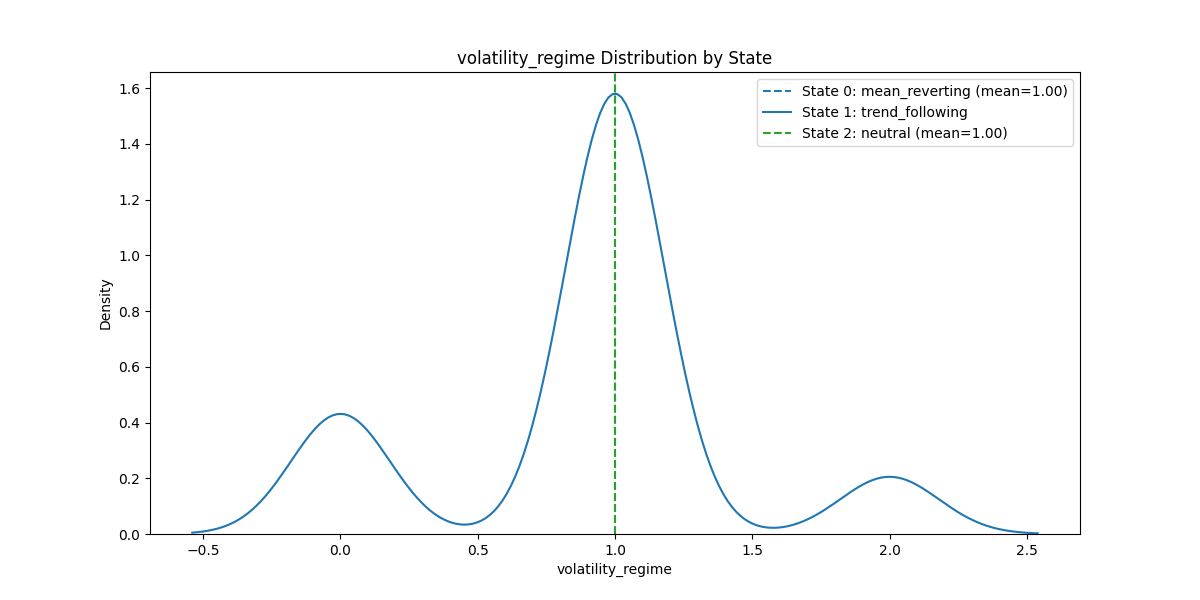 volatility_regime Distribution by State
State 0: mean_reverting (mean=1.00)
State 1: trend_following
State 2: neutral (mean=1.00)
1.6
1.4
1.2
1.0
0.8
0.6
0.4
0.2
0.0
Density
−0.5 0.0 0.5 1.0 1.5 2.0 2.5
volatility_regime